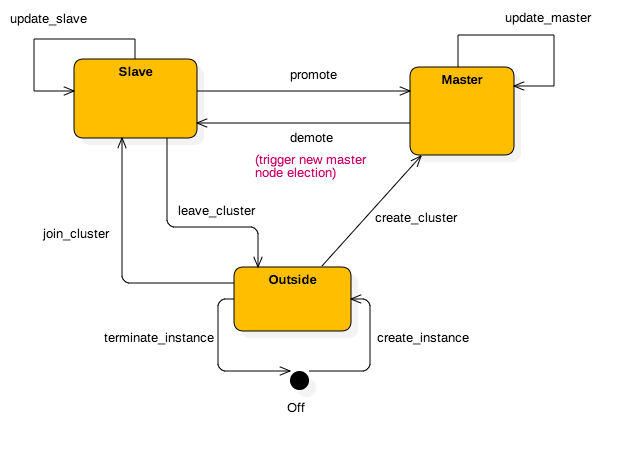 update_slave
update_master
Slave
Master
promote
demote
(trigger new master
node election)
leave_cluster
create_cluster
join_cluster
Outside
terminate_instance
create_instance
Off